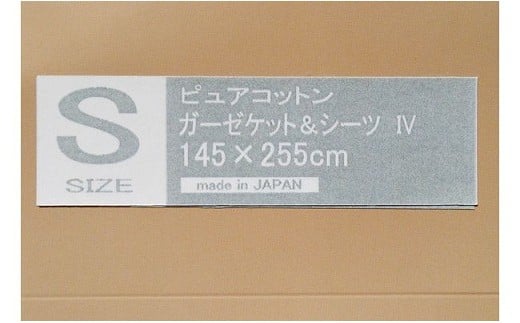 S
SIZE
ピュアコットン
ガーゼケット&シーツ Ⅳ
145×255cm
made in JAPAN